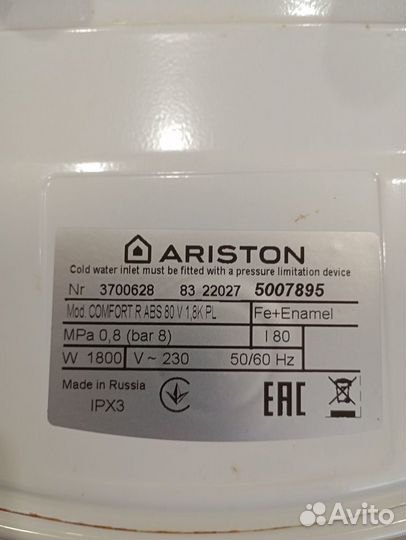 ARISTON
Cold water inlet must be fitted with a pressure limitation device
Nr 3700628 83 22027 5007895
Mod. COMFORT R ABS 80 V 1,8K PL Fe+Enamel
MPa 0,8 (bar 8) l 80
W 1800 V ~ 230 50/60 Hz
Made in Russia
IPX3
EAC
Avito